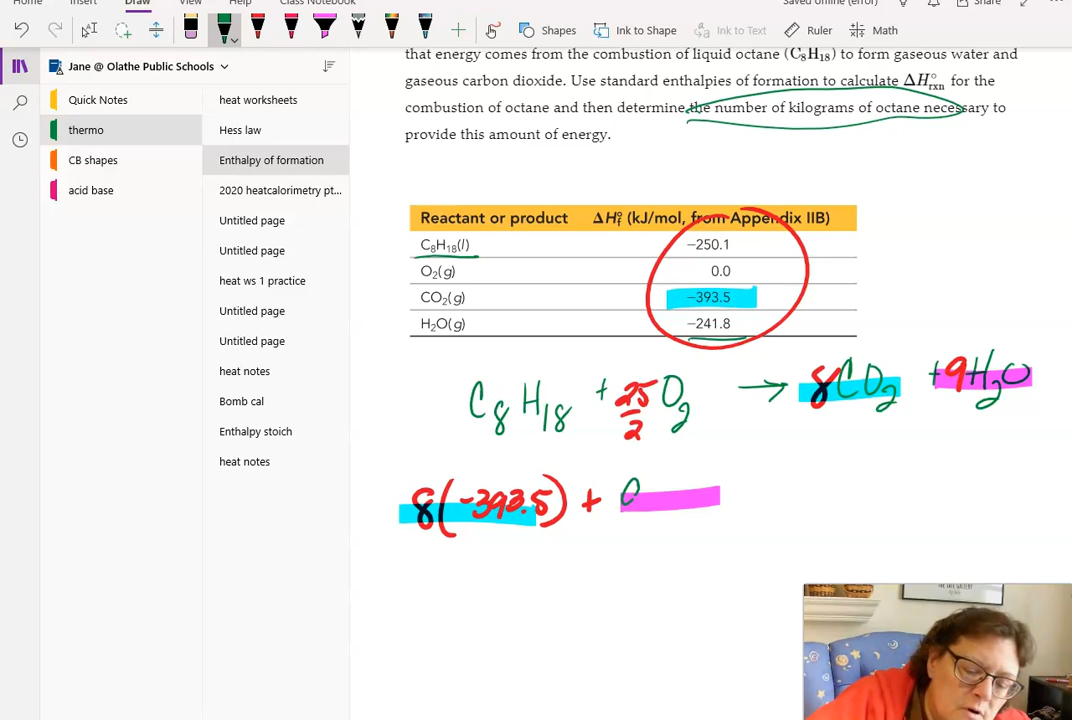 Home Insert Draw View Help Class Notebook Saved online (error) Share
Shapes Ink to Shape Ink to Text Ruler Math
Jane @ Olathe Public Schools
Quick Notes
thermo
CB shapes
acid base
heat worksheets
Hess law
Enthalpy of formation
2020 heatcalorimetry pt...
Untitled page
Untitled page
heat ws 1 practice
Untitled page
Untitled page
heat notes
Bomb cal
Enthalpy stoich
heat notes
that energy comes from the combustion of liquid octane (C₈H₁₈) to form gaseous water and
gaseous carbon dioxide. Use standard enthalpies of formation to calculate ΔH°rxn for the
combustion of octane and then determine the number of kilograms of octane necessary to
provide this amount of energy.
Reactant or product ΔH°f (kJ/mol, from Appendix IIB)
C₈H₁₈(l) −250.1
O₂(g) 0.0
CO₂(g) −393.5
H₂O(g) −241.8
C₈H₁₈ + 25/2 O₂ → 8CO₂ + 9H₂O
8(-393.5) +